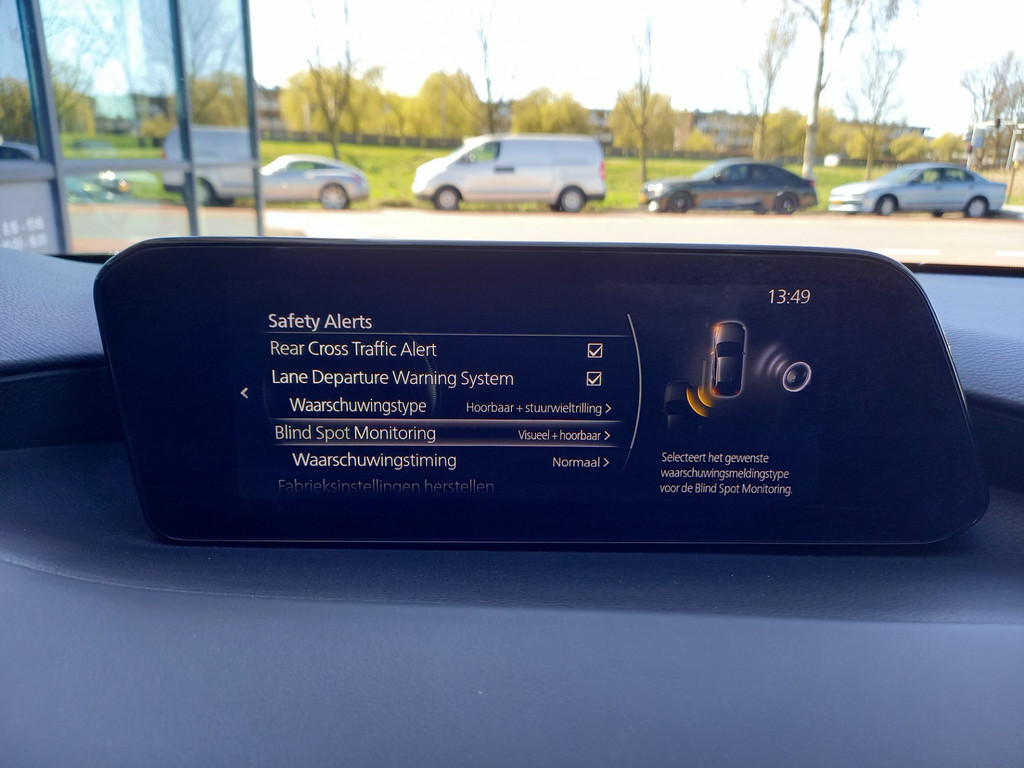 13:49
Safety Alerts
Rear Cross Traffic Alert
Lane Departure Warning System
Waarschuwingstype Hoorbaar + stuurwieltrilling >
Blind Spot Monitoring Visueel + hoorbaar >
Waarschuwingstiming Normaal >
Fabrieksinstellingen herstellen
Selecteert het gewenste
waarschuwingsmeldingstype
voor de Blind Spot Monitoring.